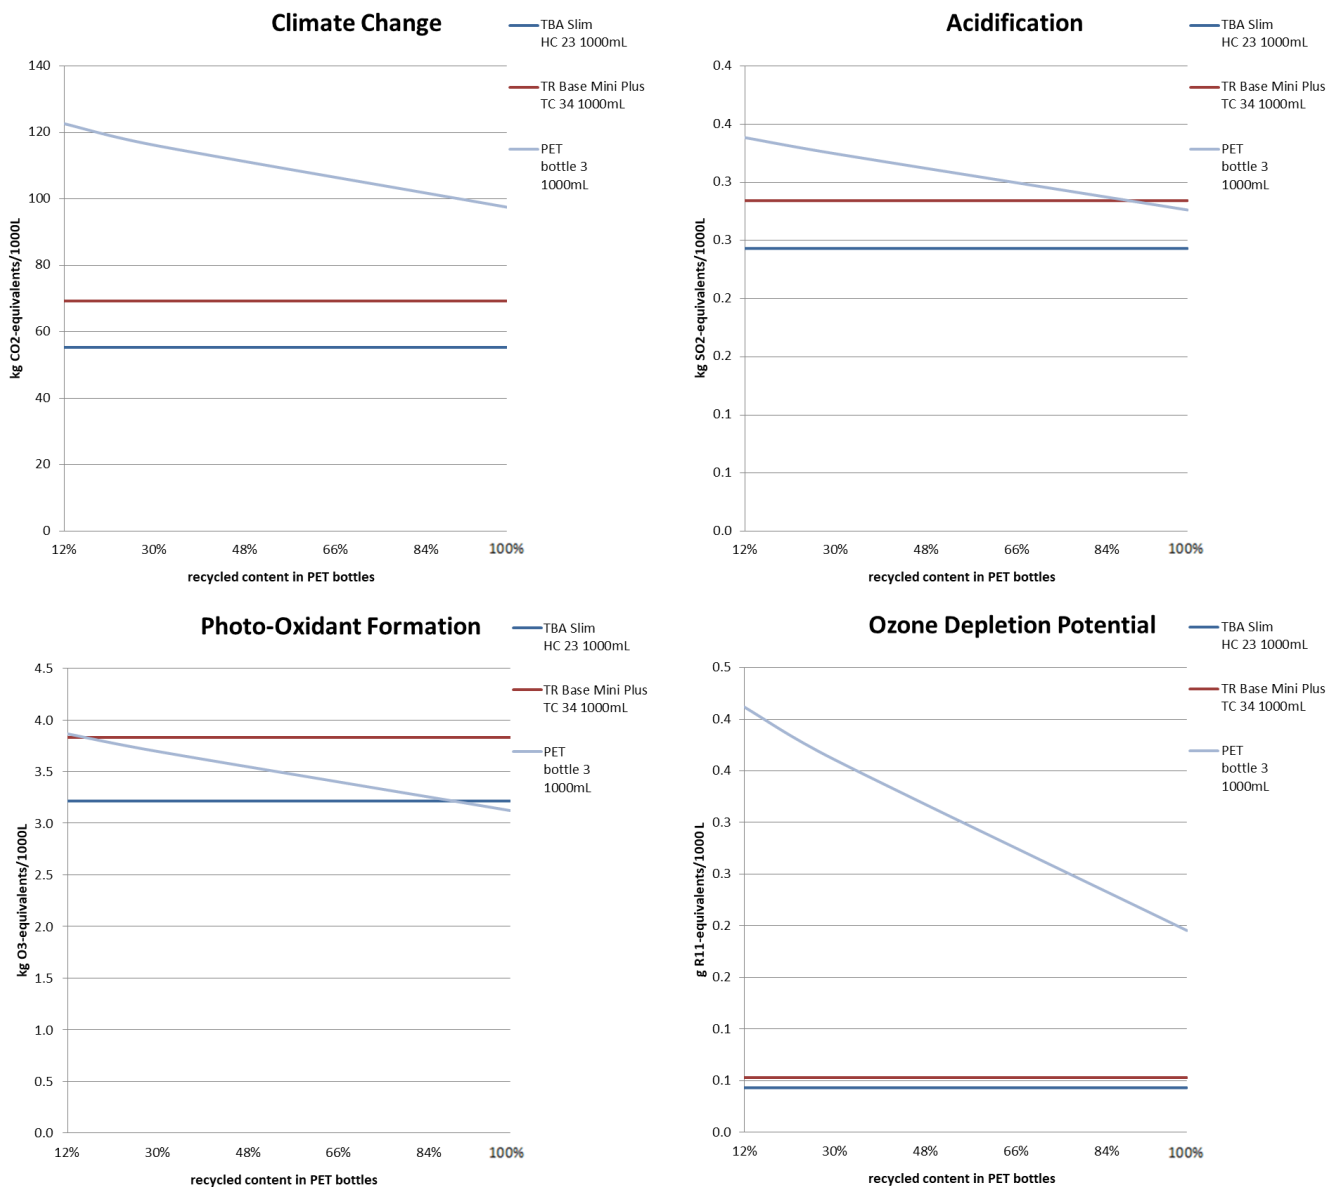 Climate Change
TBA Slim
HC 23 1000mL
TR Base Mini Plus
TC 34 1000mL
PET
bottle 3
1000mL
kg CO2-equivalents/1000L
140
120
100
80
60
40
20
0
12% 30% 48% 66% 84% 100%
recycled content in PET bottles
Acidification
TBA Slim
HC 23 1000mL
TR Base Mini Plus
TC 34 1000mL
PET
bottle 3
1000mL
kg SO2-equivalents/1000L
0.4
0.4
0.3
0.3
0.2
0.2
0.1
0.1
0.0
12% 30% 48% 66% 84% 100%
recycled content in PET bottles
Photo-Oxidant Formation
TBA Slim
HC 23 1000mL
TR Base Mini Plus
TC 34 1000mL
PET
bottle 3
1000mL
kg O3-equivalents/1000L
4.5
4.0
3.5
3.0
2.5
2.0
1.5
1.0
0.5
0.0
12% 30% 48% 66% 84% 100%
recycled content in PET bottles
Ozone Depletion Potential
TBA Slim
HC 23 1000mL
TR Base Mini Plus
TC 34 1000mL
PET
bottle 3
1000mL
g R11-equivalents/1000 L
0.5
0.4
0.4
0.3
0.3
0.2
0.2
0.1
0.1
0.0
12% 30% 48% 66% 84% 100%
recycled content in PET bottles